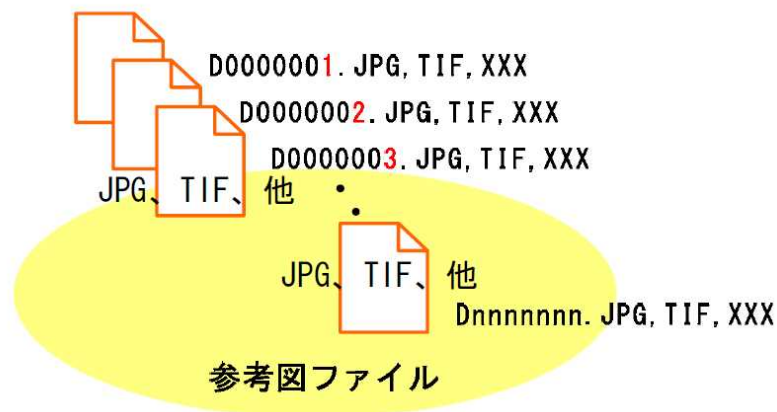 D0000001.JPG,TIF,XXX
D0000002.JPG,TIF,XXX
D0000003.JPG,TIF,XXX
JPG、TIF、他
JPG、TIF、他
Dnnnnnnn.JPG,TIF,XXX
参考図ファイル